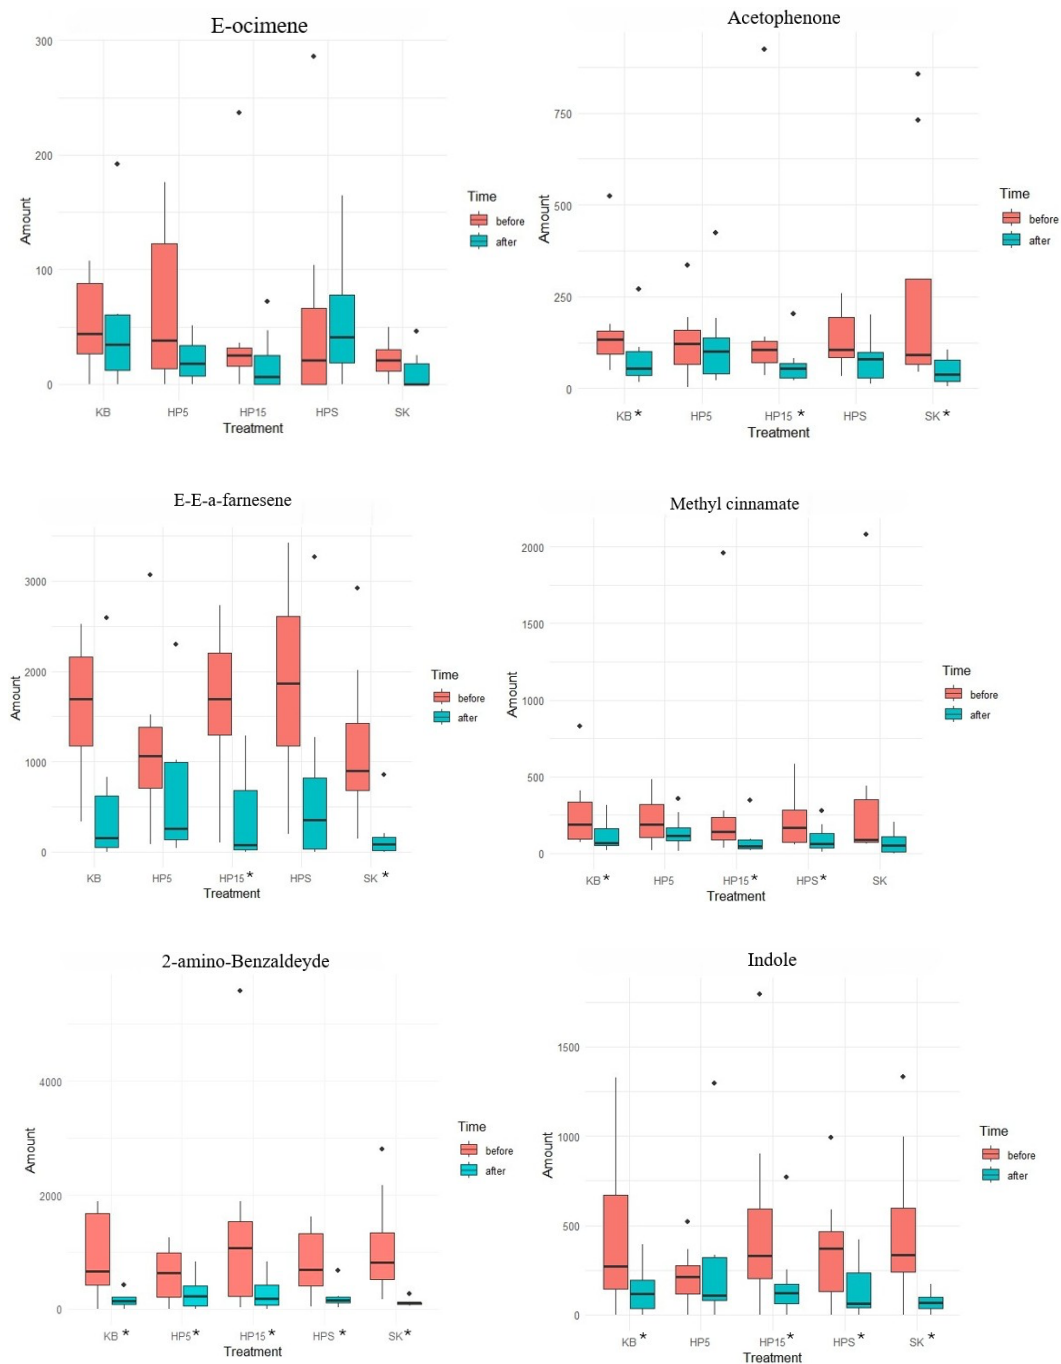 E-ocimene
300
200
100
0
Amount
KB
HP5
HP15
HPS
SK
Treatment
Time
before
after
Acetophenone
750
500
250
0
Amount
KB *
HP5
HP15 *
HPS
SK *
Treatment
Time
before
after
E-E-a-farnesene
3000
2000
1000
0
Amount
KB
HP5
HP15 *
HPS
SK *
Treatment
Time
before
after
Methyl cinnamate
2000
1500
1000
500
0
Amount
KB *
HP5
HP15 *
HPS *
SK
Treatment
Time
before
after
2-amino-Benzaldeyde
4000
2000
0
Amount
KB *
HP5 *
HP15 *
HPS *
SK *
Treatment
Time
before
after
Indole
1500
1000
500
0
Amount
KB *
HP5
HP15 *
HPS *
SK *
Treatment
Time
before
after